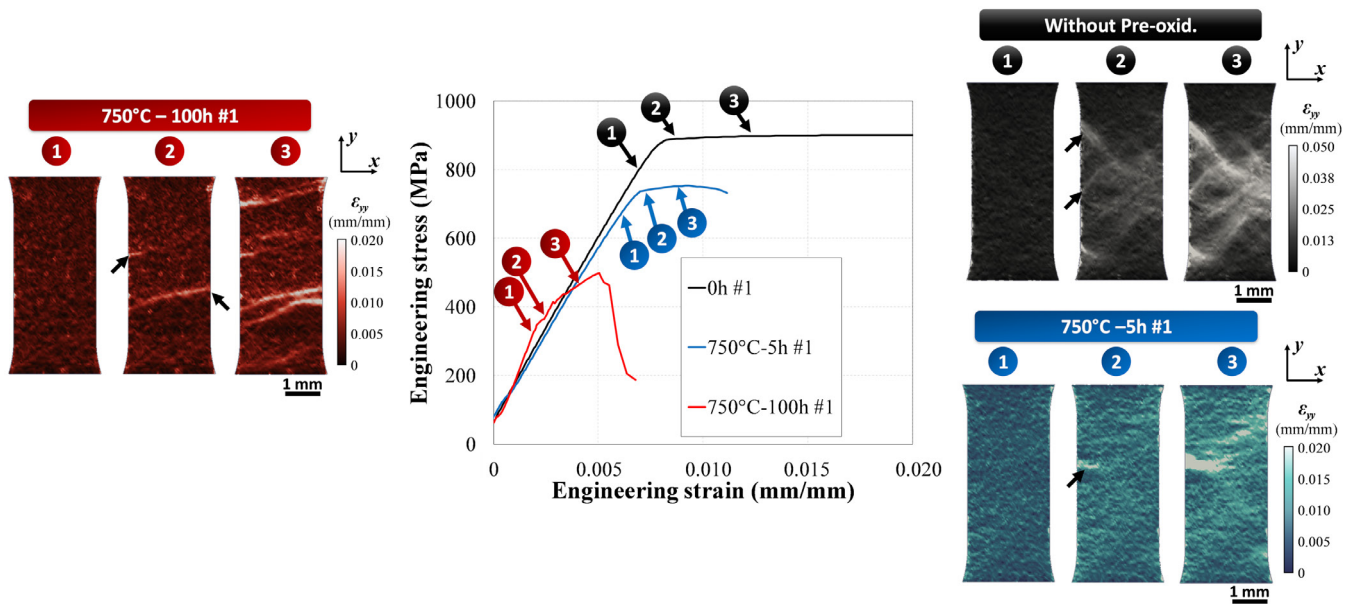 750°C – 100h #1
1
2
3
y
x
εyy
(mm/mm)
0.020
0.015
0.010
0.005
0
1 mm
Engineering stress (MPa)
1000
800
600
400
200
0
0
0.005
0.010
0.015
0.020
Engineering strain (mm/mm)
1
2
3
1
2
3
1
2
3
0h #1
750°C-5h #1
750°C-100h #1
Without Pre-oxid.
1
2
3
y
x
εyy
(mm/mm)
0.050
0.038
0.025
0.013
0
1 mm
750°C –5h #1
1
2
3
y
x
εyy
(mm/mm)
0.020
0.015
0.010
0.005
0
1 mm